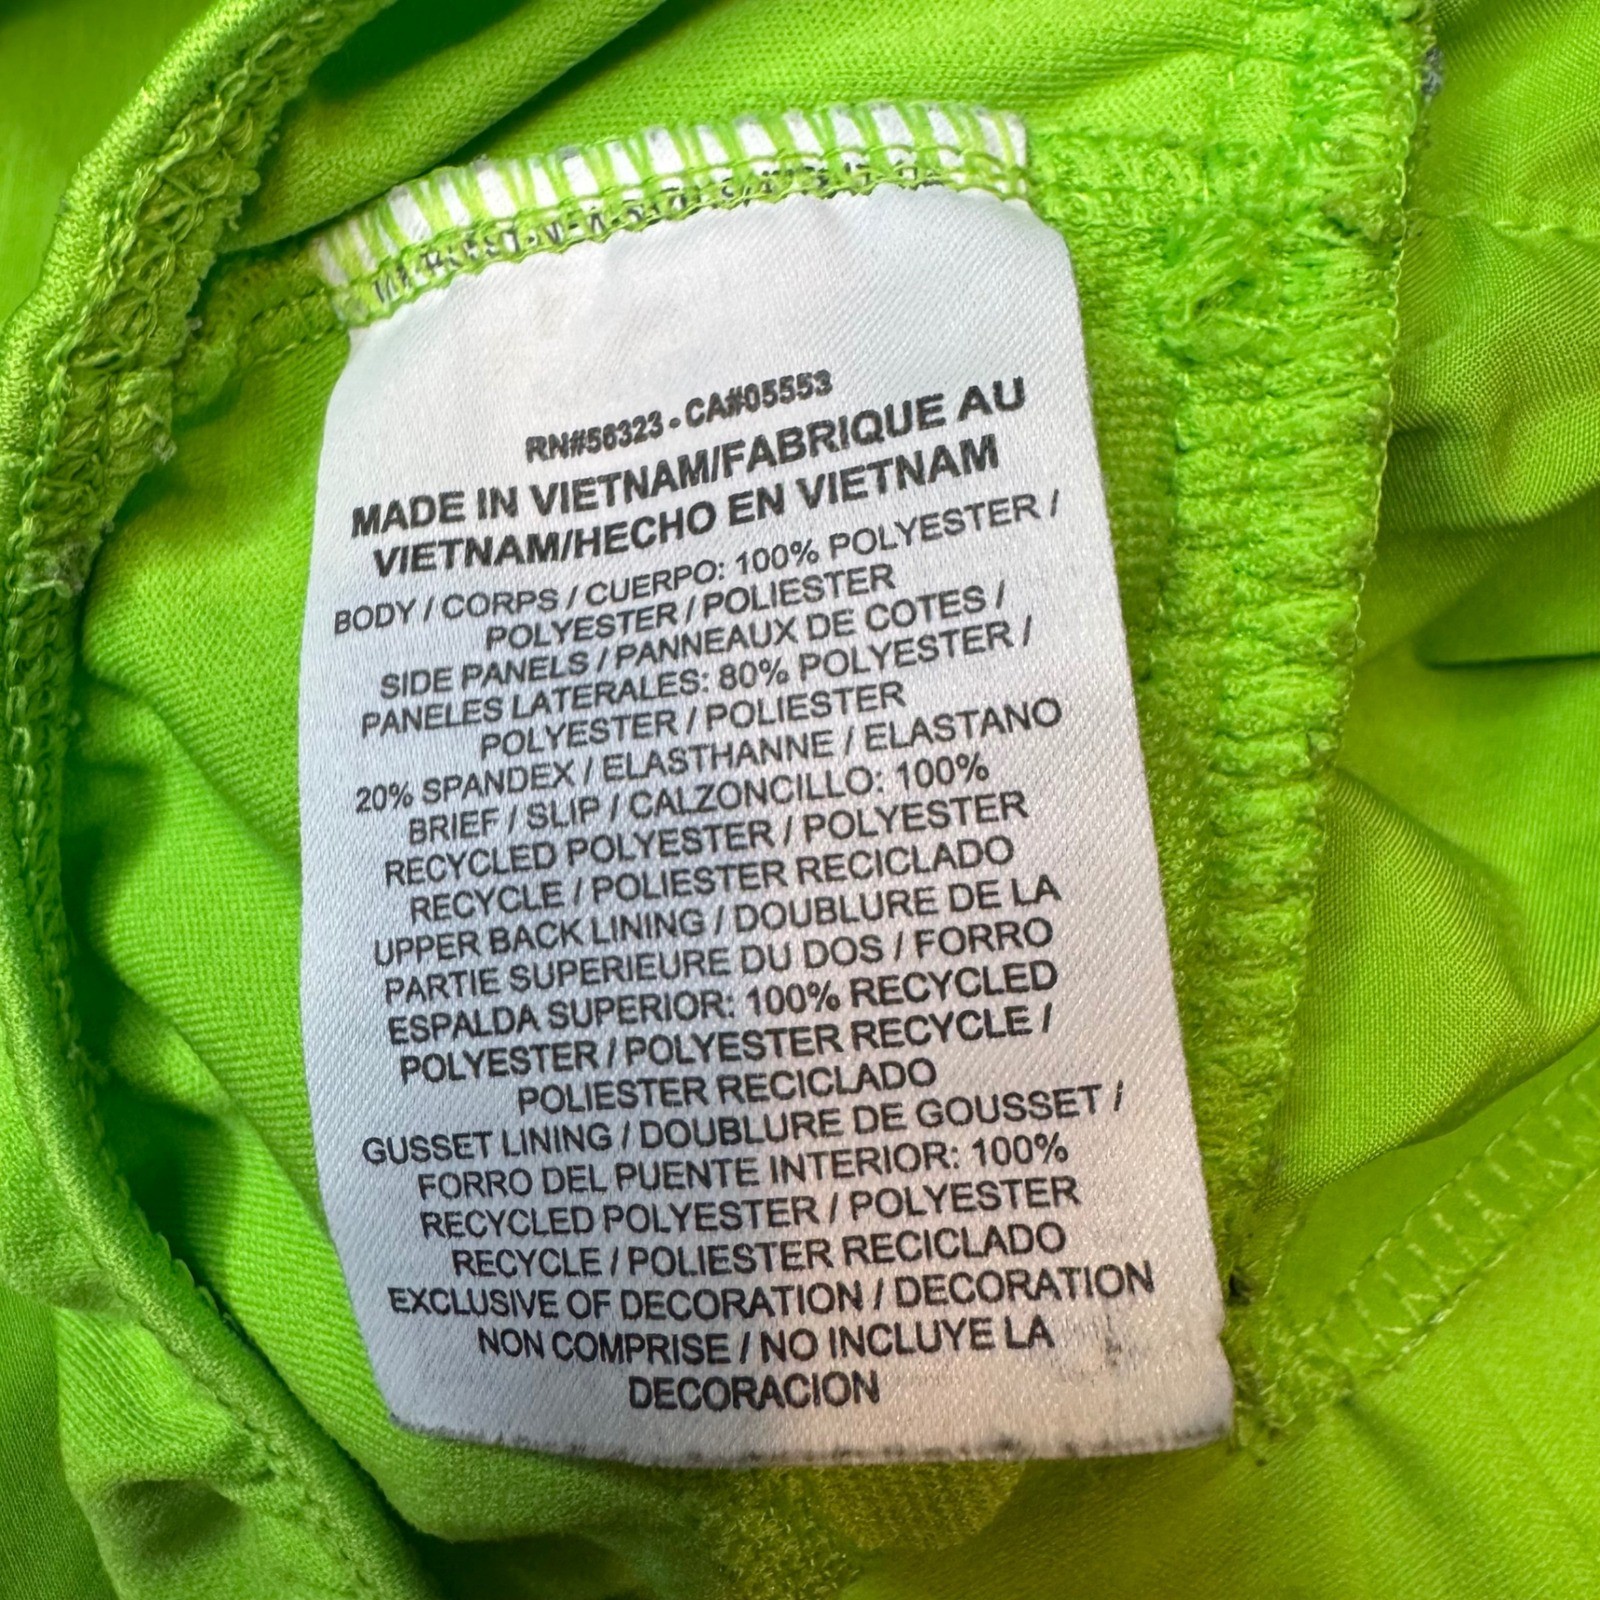 RN#56323 - CA#05553
MADE IN VIETNAM/FABRIQUE AU
VIETNAM/HECHO EN VIETNAM
BODY / CORPS / CUERPO: 100% POLYESTER /
POLYESTER / POLIESTER
SIDE PANELS / PANNEAUX DE COTES /
PANELES LATERALES: 80% POLYESTER /
POLYESTER / POLIESTER
20% SPANDEX / ELASTHANNE / ELASTANO
BRIEF / SLIP / CALZONCILLO: 100%
RECYCLED POLYESTER / POLYESTER
RECYCLE / POLIESTER RECICLADO
UPPER BACK LINING / DOUBLURE DE LA
PARTIE SUPERIEURE DU DOS / FORRO
ESPALDA SUPERIOR: 100% RECYCLED
POLYESTER / POLYESTER RECYCLE /
POLIESTER RECICLADO
GUSSET LINING / DOUBLURE DE GOUSSET /
FORRO DEL PUENTE INTERIOR: 100%
RECYCLED POLYESTER / POLYESTER
RECYCLE / POLIESTER RECICLADO
EXCLUSIVE OF DECORATION / DECORATION
NON COMPRISE / NO INCLUYE LA
DECORACION